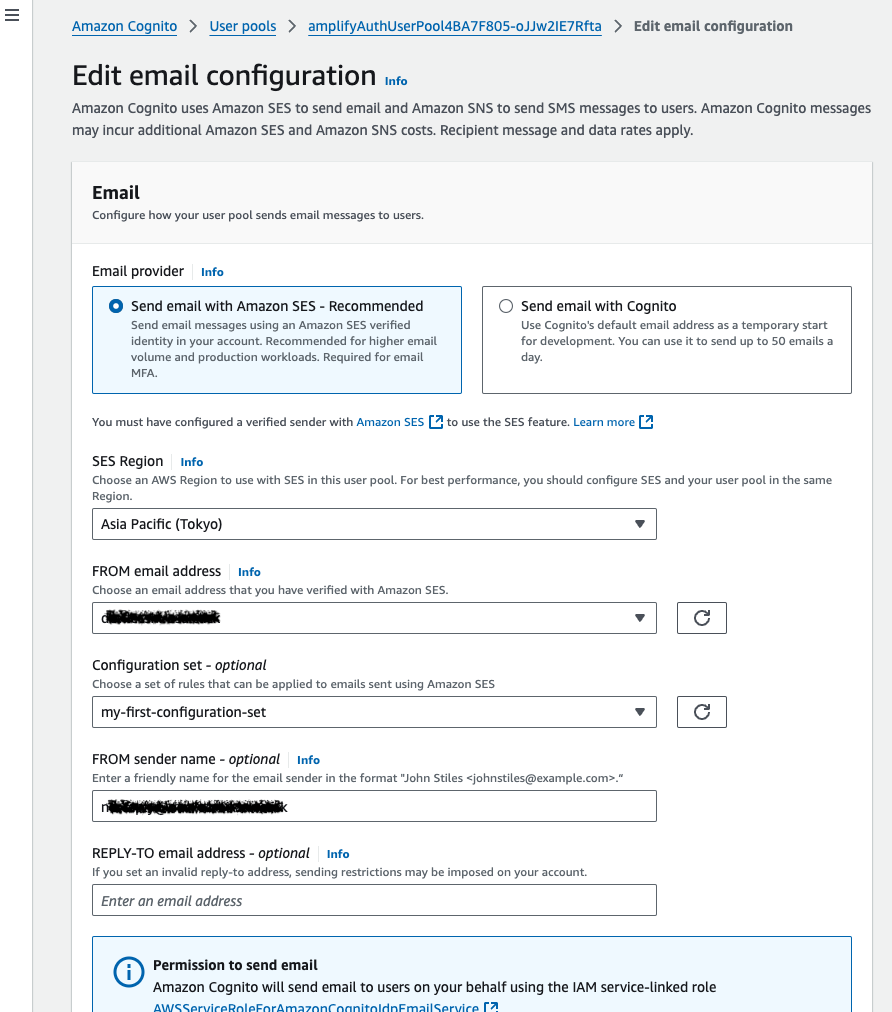 Amazon Cognito > User pools > amplifyAuthUserPool4BA7F805-oJJw2IE7Rfta > Edit email configuration
Edit email configuration Info
Amazon Cognito uses Amazon SES to send email and Amazon SNS to send SMS messages to users. Amazon Cognito messages
may incur additional Amazon SES and Amazon SNS costs. Recipient message and data rates apply.
Email
Configure how your user pool sends email messages to users.
Email provider Info
Send email with Amazon SES - Recommended
Send email messages using an Amazon SES verified
identity in your account. Recommended for higher email
volume and production workloads. Required for email
MFA.
Send email with Cognito
Use Cognito's default email address as a temporary start
for development. You can use it to send up to 50 emails a
day.
You must have configured a verified sender with Amazon SES to use the SES feature. Learn more
SES Region Info
Choose an AWS Region to use with SES in this user pool. For best performance, you should configure SES and your user pool in the same
Region.
Asia Pacific (Tokyo)
FROM email address Info
Choose an email address that you have verified with Amazon SES.
Configuration set - optional
Choose a set of rules that can be applied to emails sent using Amazon SES
my-first-configuration-set
FROM sender name - optional Info
Enter a friendly name for the email sender in the format "John Stiles <johnstiles@example.com>."
REPLY-TO email address - optional Info
If you set an invalid reply-to address, sending restrictions may be imposed on your account.
Enter an email address
Permission to send email
Amazon Cognito will send email to users on your behalf using the IAM service-linked role
AWSServiceRoleForAmazonCognitoIdpEmailService